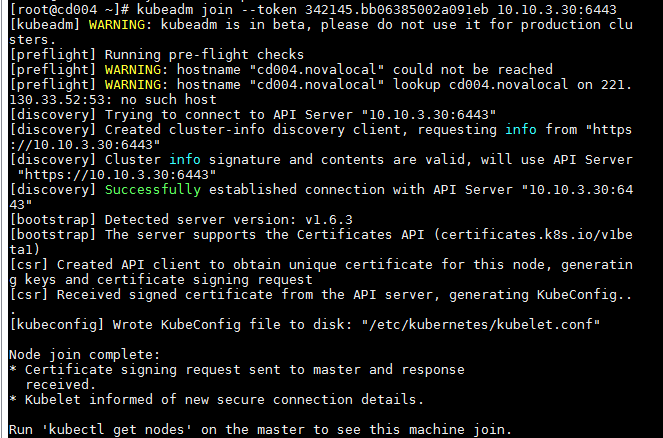 [root@cd004 ~]# kubeadm join --token 342145.bb06385002a091eb 10.10.3.30:6443
[kubeadm] WARNING: kubeadm is in beta, please do not use it for production clu
sters.
[preflight] Running pre-flight checks
[preflight] WARNING: hostname "cd004.novalocal" could not be reached
[preflight] WARNING: hostname "cd004.novalocal" lookup cd004.novalocal on 221.
130.33.52:53: no such host
[discovery] Trying to connect to API Server "10.10.3.30:6443"
[discovery] Created cluster-info discovery client, requesting info from "https
://10.10.3.30:6443"
[discovery] Cluster info signature and contents are valid, will use API Server
"https://10.10.3.30:6443"
[discovery] Successfully established connection with API Server "10.10.3.30:64
43"
[bootstrap] Detected server version: v1.6.3
[bootstrap] The server supports the Certificates API (certificates.k8s.io/v1be
ta1)
[csr] Created API client to obtain unique certificate for this node, generatin
g keys and certificate signing request
[csr] Received signed certificate from the API server, generating KubeConfig..
.
[kubeconfig] Wrote KubeConfig file to disk: "/etc/kubernetes/kubelet.conf"
Node join complete:
* Certificate signing request sent to master and response
received.
* Kubelet informed of new secure connection details.
Run 'kubectl get nodes' on the master to see this machine join.